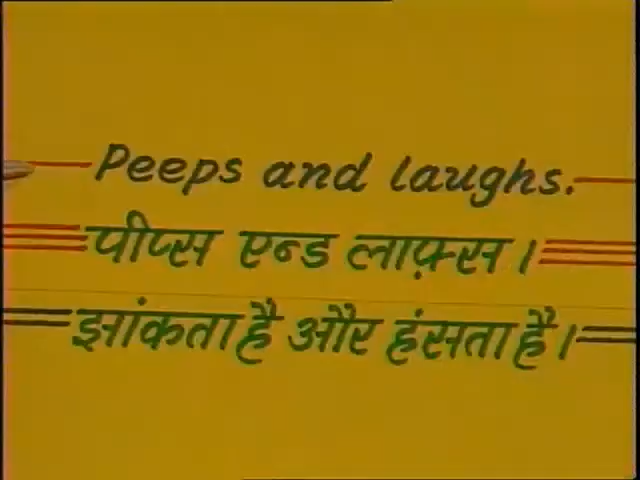 Peeps and laughs.
पीप्स एन्ड लाफ़्स।
झांकता है और हंसता है।